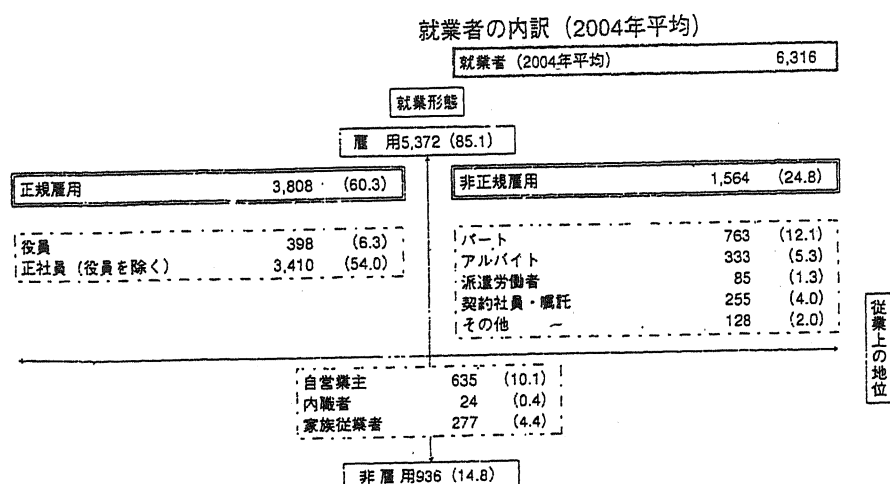 就業者の内訳（2004年平均）
就業者（2004年平均） 6,316
就業形態
雇 用5,372（85.1）
正規雇用 3,808 （60.3）
非正規雇用 1,564 （24.8）
役員 398 （6.3）
正社員（役員を除く） 3,410 （54.0）
パート 763 （12.1）
アルバイト 333 （5.3）
派遣労働者 85 （1.3）
契約社員・嘱託 255 （4.0）
その他 128 （2.0）
従業上の地位
自営業主 635 （10.1）
内職者 24 （0.4）
家族従業者 277 （4.4）
非 雇 用936（14.8）